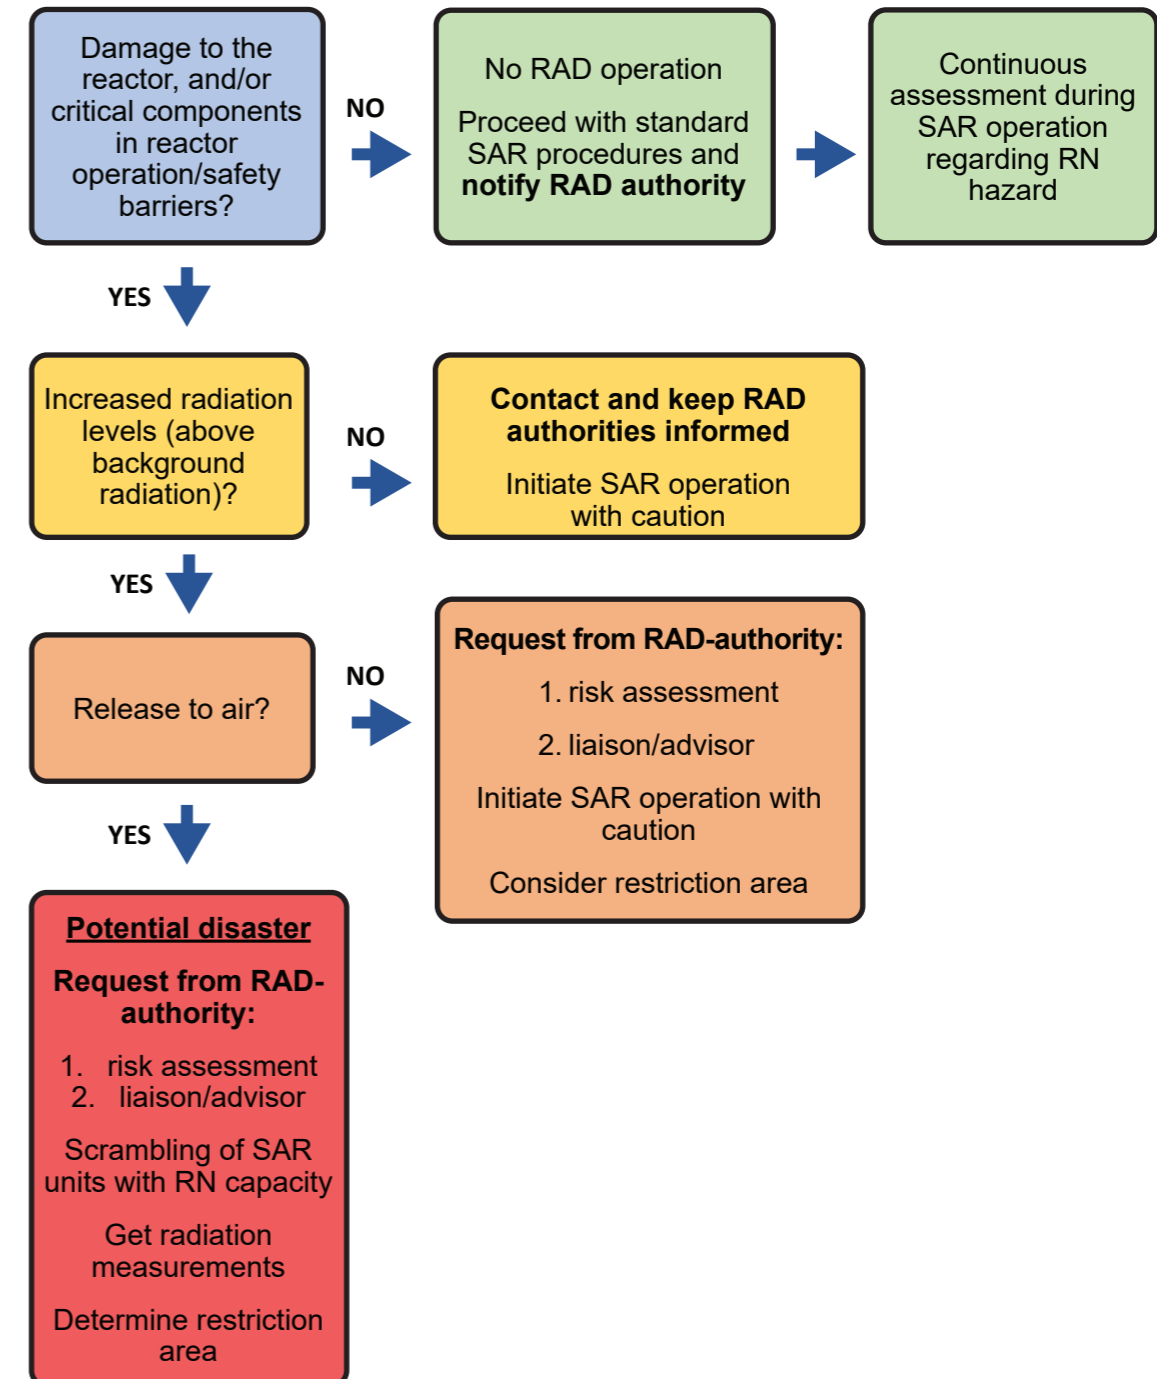 Damage to the
reactor, and/or
critical components
in reactor
operation/safety
barriers?
NO
No RAD operation
Proceed with standard
SAR procedures and
notify RAD authority
Continuous
assessment during
SAR operation
regarding RN
hazard
YES
Increased radiation
levels (above
background
radiation)?
NO
Contact and keep RAD
authorities informed
Initiate SAR operation
with caution
YES
Release to air?
NO
Request from RAD-authority:
1. risk assessment
2. liaison/advisor
Initiate SAR operation with
caution
Consider restriction area
YES
Potential disaster
Request from RAD-
authority:
1. risk assessment
2. liaison/advisor
Scrambling of SAR
units with RN capacity
Get radiation
measurements
Determine restriction
area